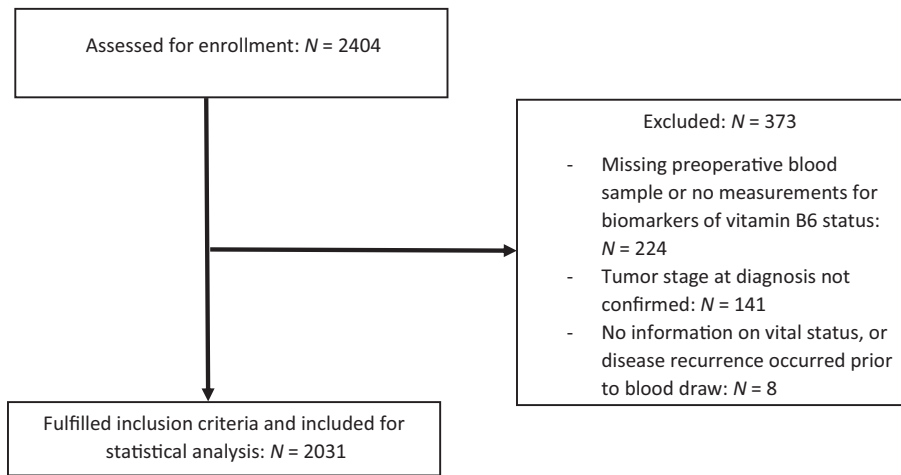 Assessed for enrollment: N = 2404
Excluded: N = 373
- Missing preoperative blood
sample or no measurements for
biomarkers of vitamin B6 status:
N = 224
- Tumor stage at diagnosis not
confirmed: N = 141
- No information on vital status, or
disease recurrence occurred prior
to blood draw: N = 8
Fulfilled inclusion criteria and included for
statistical analysis: N = 2031